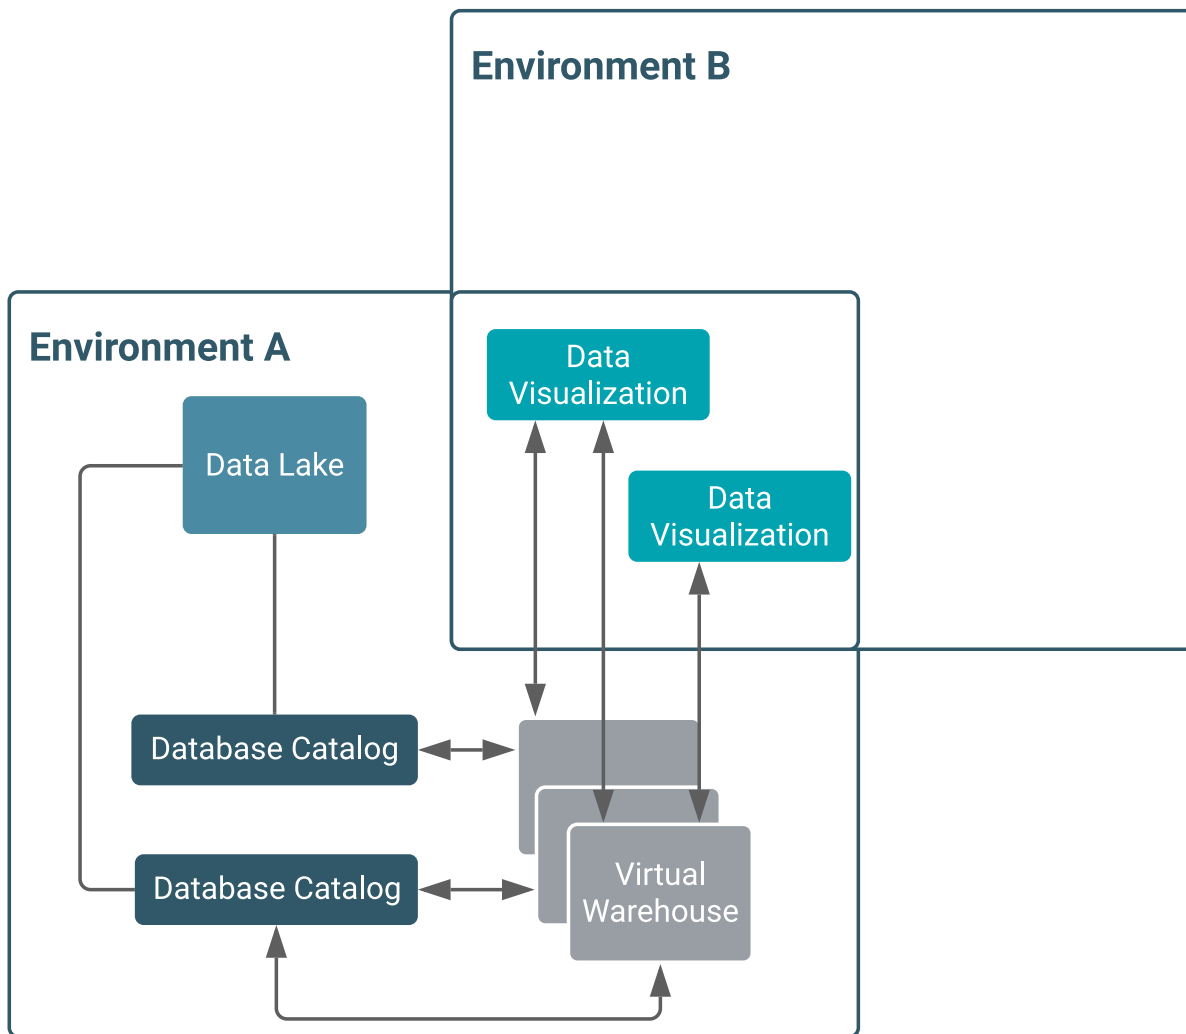 Environment B
Environment A
Data
Visualization
Data Lake
Data
Visualization
Database Catalog
Database Catalog
Virtual
Warehouse